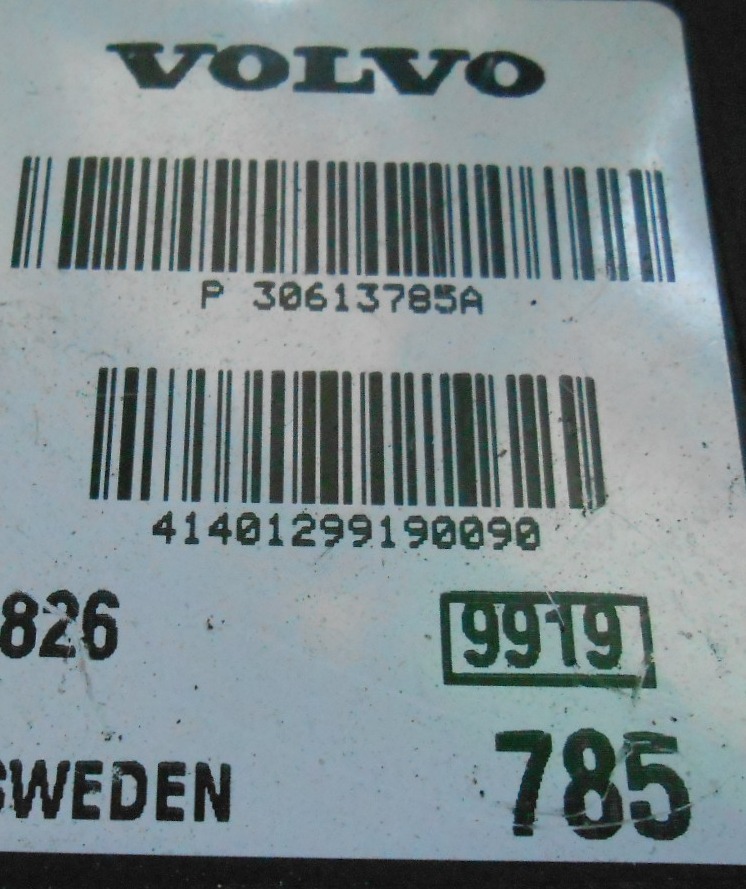 VOLVO
P 30613785A
41401299190090
826 9919
SWEDEN 785